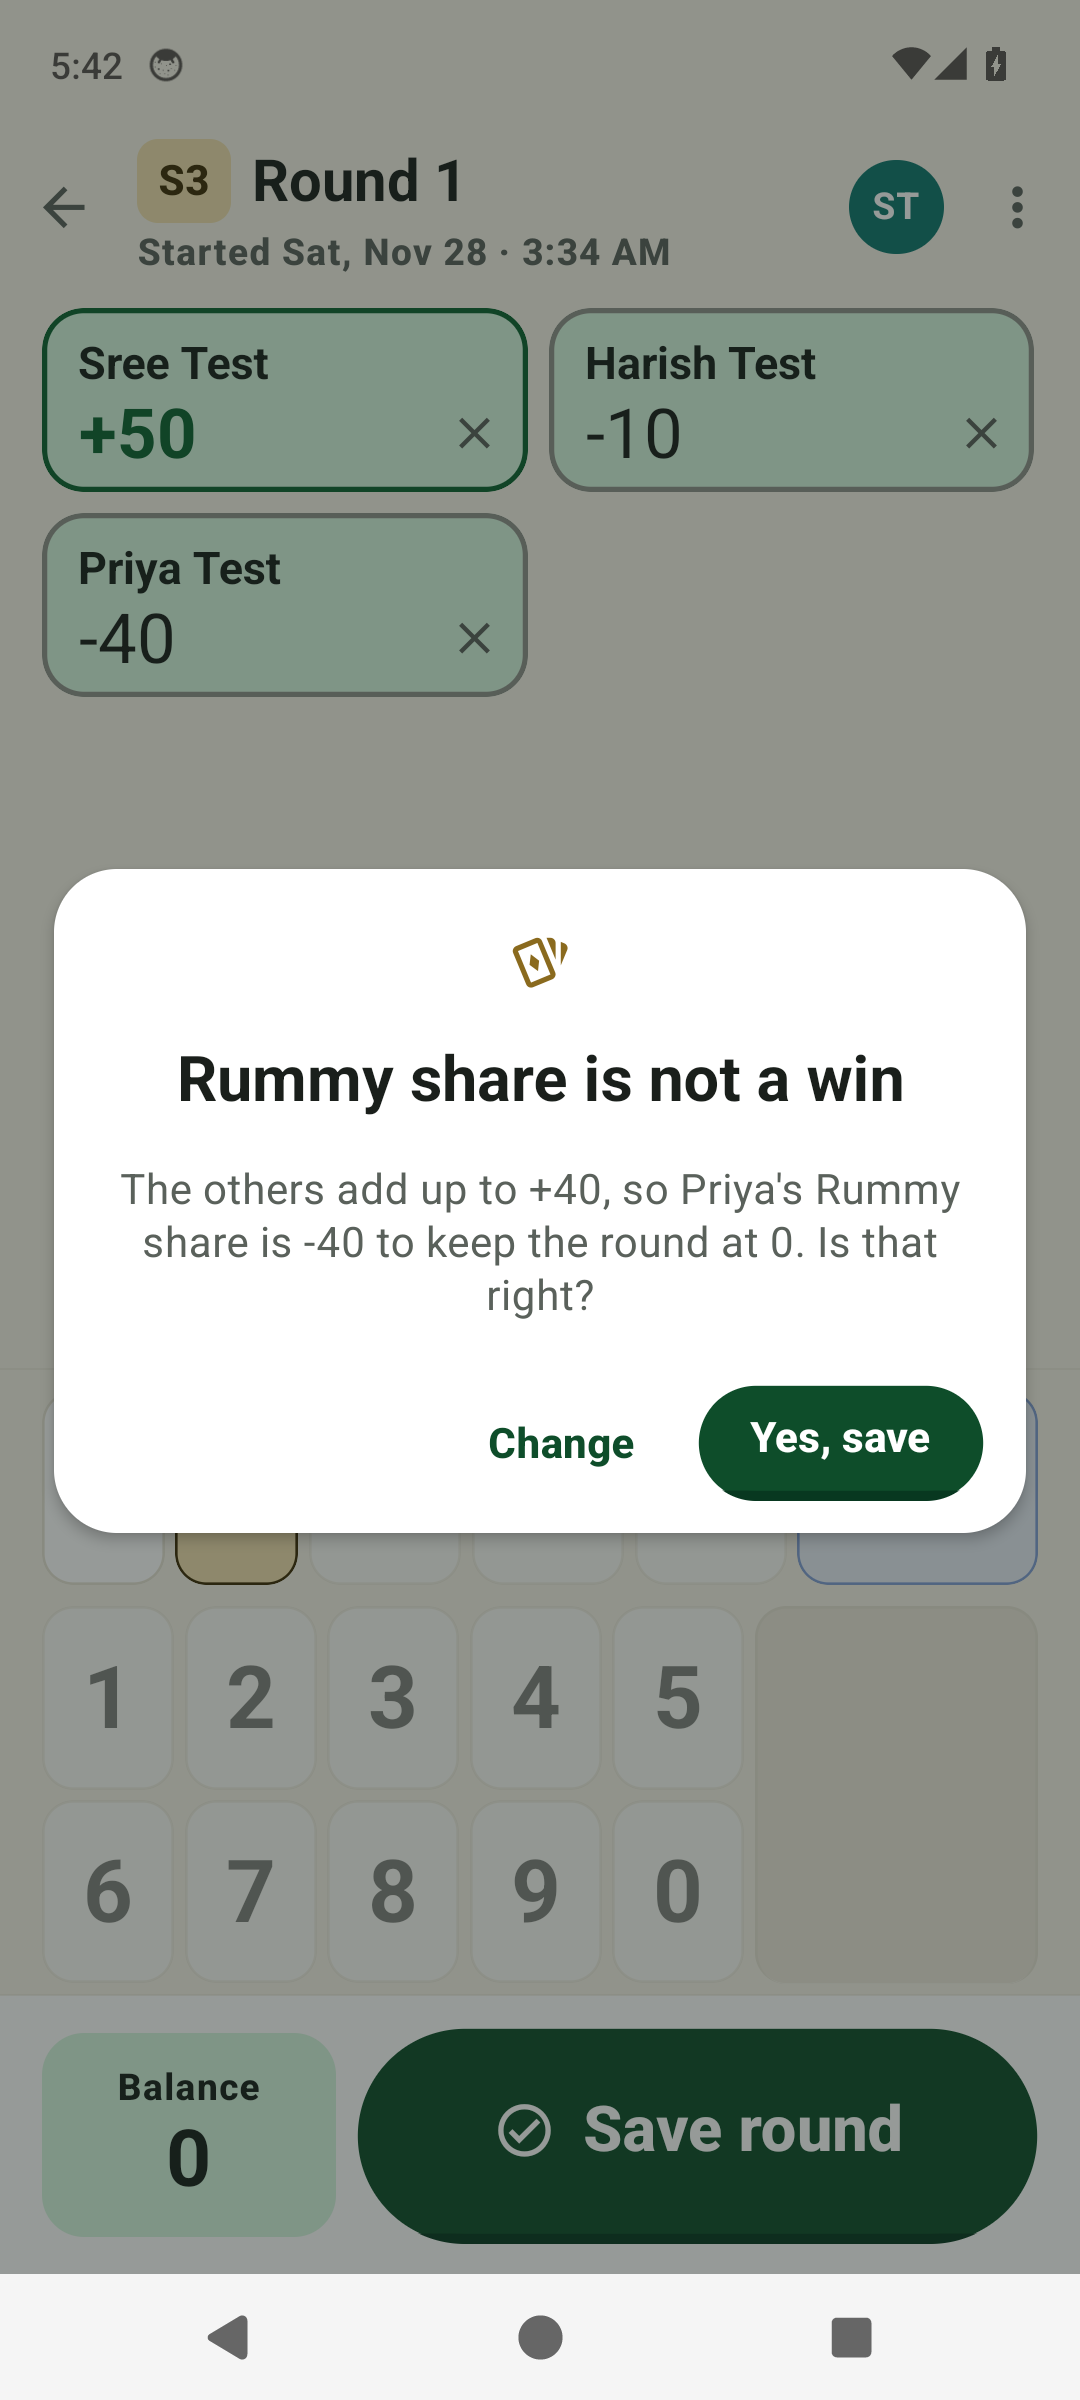 5:42
S3 Round 1
Started Sat, Nov 28 · 3:34 AM
ST
Sree Test
+50
Harish Test
-10
Priya Test
-40
Rummy share is not a win
The others add up to +40, so Priya's Rummy
share is -40 to keep the round at 0. Is that
right?
Change
Yes, save
1 2 3 4 5
6 7 8 9 0
Balance
0
Save round